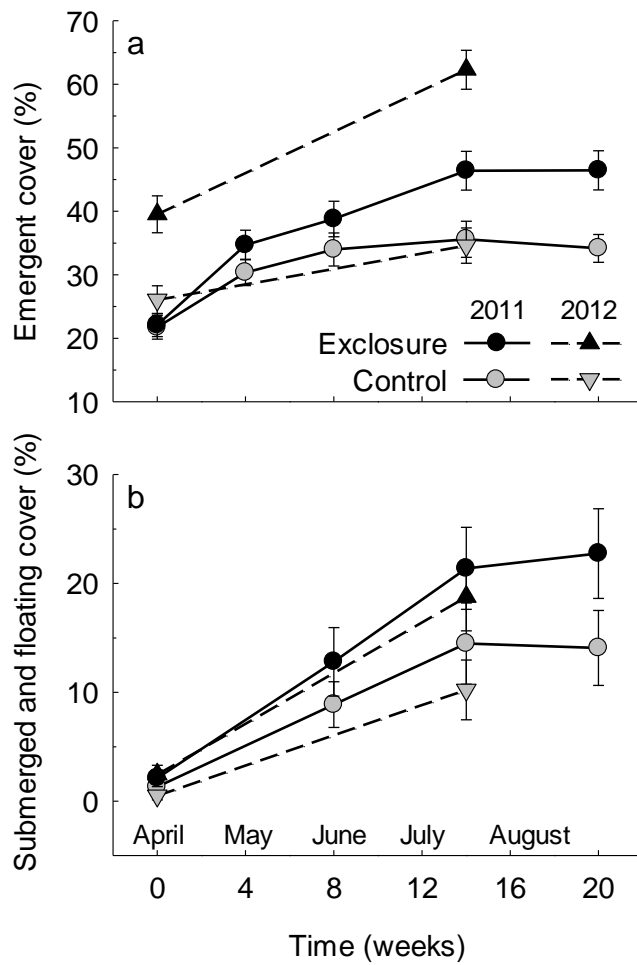 a
Emergent cover (%)
70
60
50
40
30
20
10
2011 2012
Exclosure
Control
b
Submerged and floating cover (%)
30
20
10
0
April May June July August
0 4 8 12 16 20
Time (weeks)